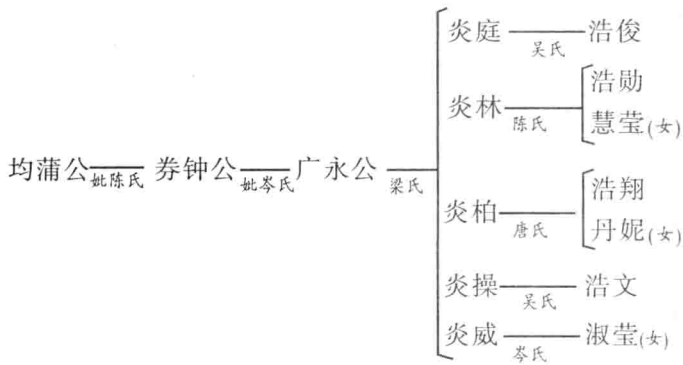 炎庭 吴氏 浩俊
炎林 陈氏 浩勋
慧莹(女)
均蒲公 妣陈氏 券钟公 妣岑氏 广永公 梁氏
炎柏 唐氏 浩翔
丹妮(女)
炎操 吴氏 浩文
炎威 岑氏 淑莹(女)